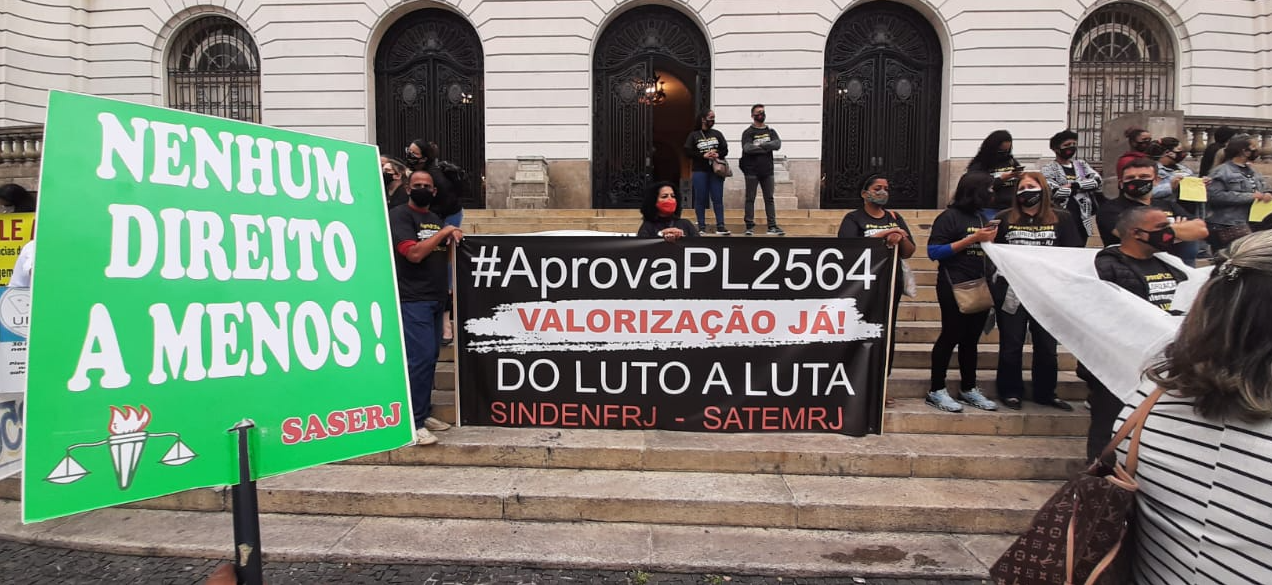 NENHUM
DIREITO
A MENOS!
SASERJ
#AprovaPL2564
VALORIZAÇÃO JÁ!
DO LUTO A LUTA
SINDENFRJ - SATEMRJ